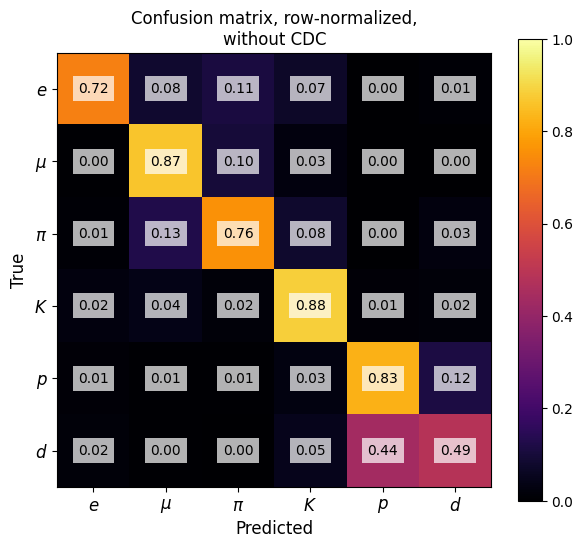 Confusion matrix, row-normalized,
without CDC
True
e 0.72 0.08 0.11 0.07 0.00 0.01
μ 0.00 0.87 0.10 0.03 0.00 0.00
π 0.01 0.13 0.76 0.08 0.00 0.03
K 0.02 0.04 0.02 0.88 0.01 0.02
p 0.01 0.01 0.01 0.03 0.83 0.12
d 0.02 0.00 0.00 0.05 0.44 0.49
e μ π K p d
Predicted
1.0
0.8
0.6
0.4
0.2
0.0